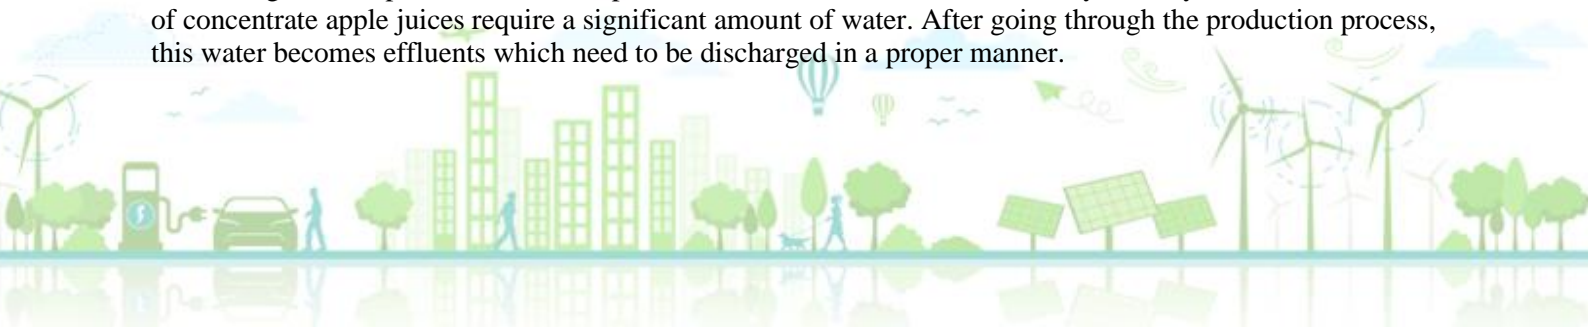 of concentrate apple juices require a significant amount of water. After going through the production process,
this water becomes effluents which need to be discharged in a proper manner.